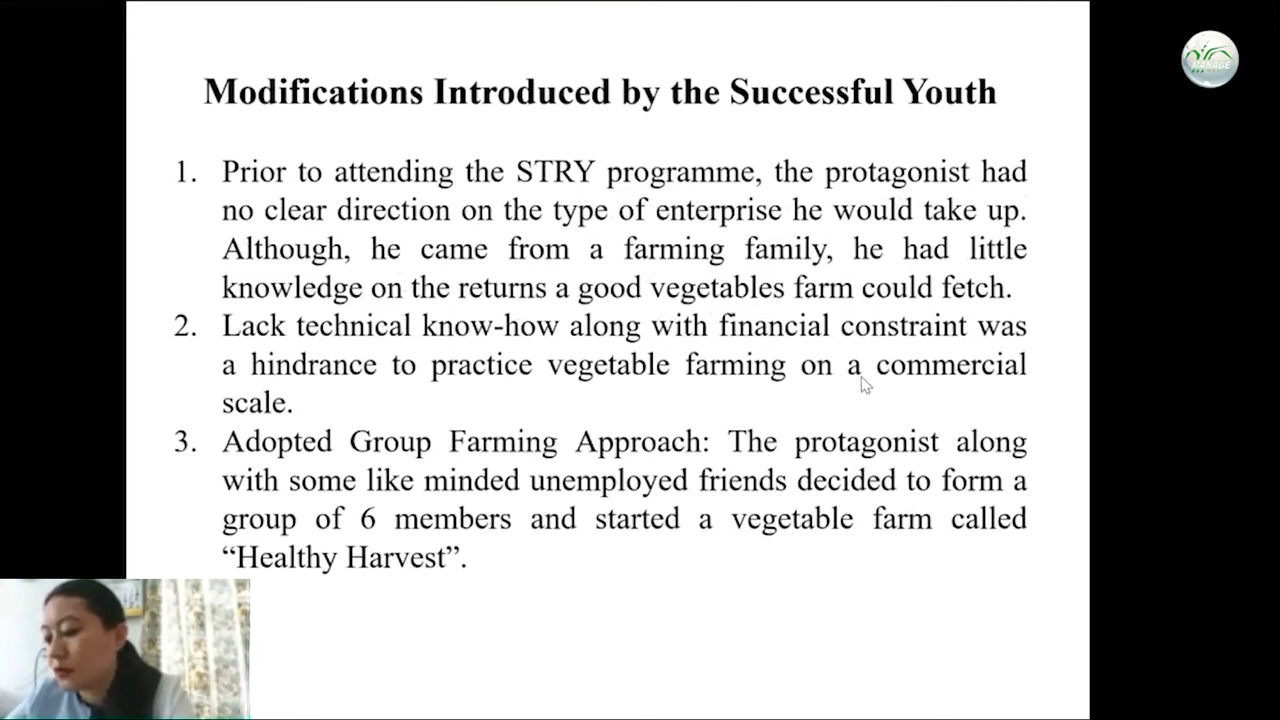 MANAGE
Modifications Introduced by the Successful Youth
1. Prior to attending the STRY programme, the protagonist had
no clear direction on the type of enterprise he would take up.
Although, he came from a farming family, he had little
knowledge on the returns a good vegetables farm could fetch.
2. Lack technical know-how along with financial constraint was
a hindrance to practice vegetable farming on a commercial
scale.
3. Adopted Group Farming Approach: The protagonist along
with some like minded unemployed friends decided to form a
group of 6 members and started a vegetable farm called
“Healthy Harvest”.